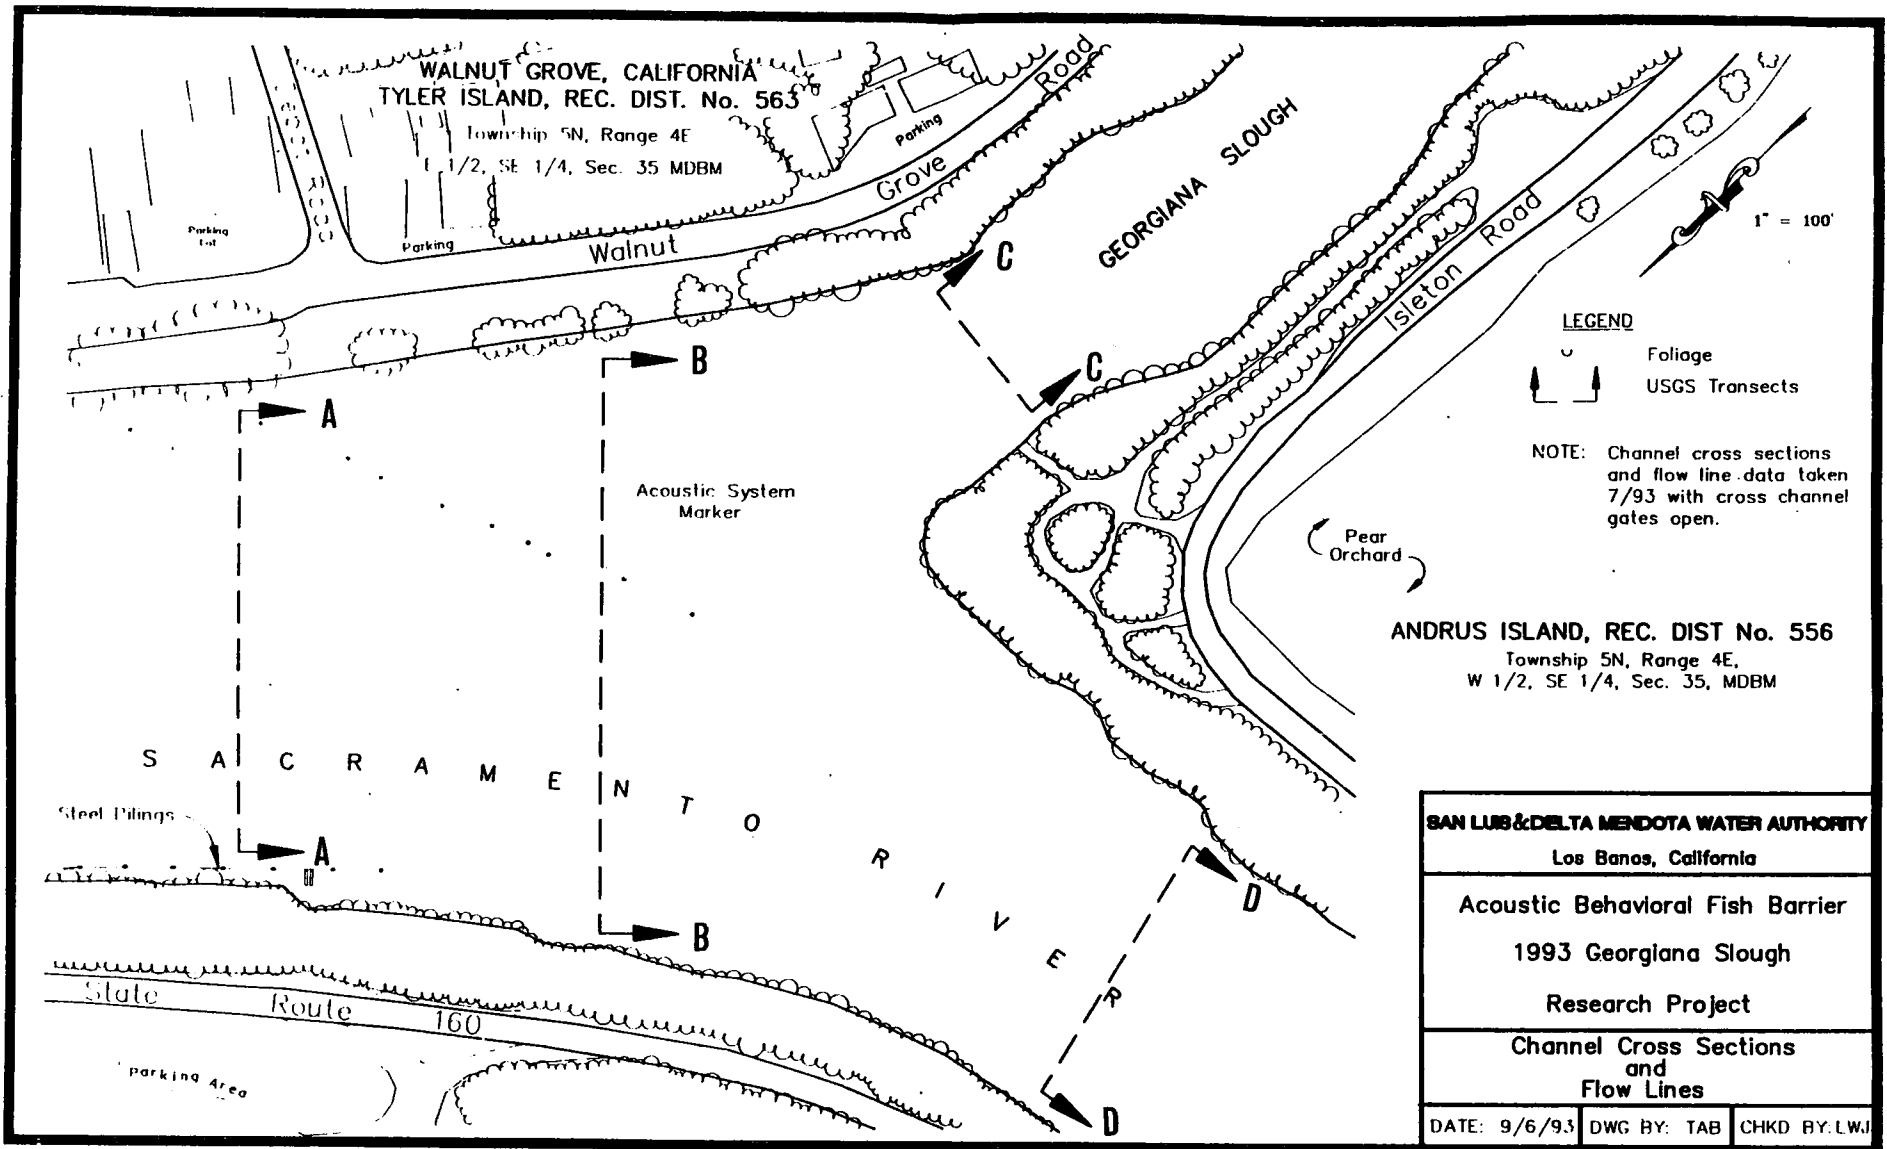 WALNUT GROVE, CALIFORNIA
TYLER ISLAND, REC. DIST. No. 563
Township 5N, Range 4E
E 1/2, SE 1/4, Sec. 35 MDBM
Parking
Lot
Parking
Parking
Walnut
Grove
Road
GEORGIANA SLOUGH
Isleton
Road
1" = 100'
LEGEND
Foliage
USGS Transects
NOTE: Channel cross sections
and flow line data taken
7/93 with cross channel
gates open.
C
C
B
A
Acoustic System
Marker
Pear
Orchard
ANDRUS ISLAND, REC. DIST No. 556
Township 5N, Range 4E,
W 1/2, SE 1/4, Sec. 35, MDBM
SACRAMENTO RIVER
Steel Pilings
A
B
D
D
State Route 160
Parking Area
SAN LUIS & DELTA MENDOTA WATER AUTHORITY
Los Banos, California
Acoustic Behavioral Fish Barrier
1993 Georgiana Slough
Research Project
Channel Cross Sections
and
Flow Lines
DATE: 9/6/93 DWG BY: TAB CHKD BY: LWJ